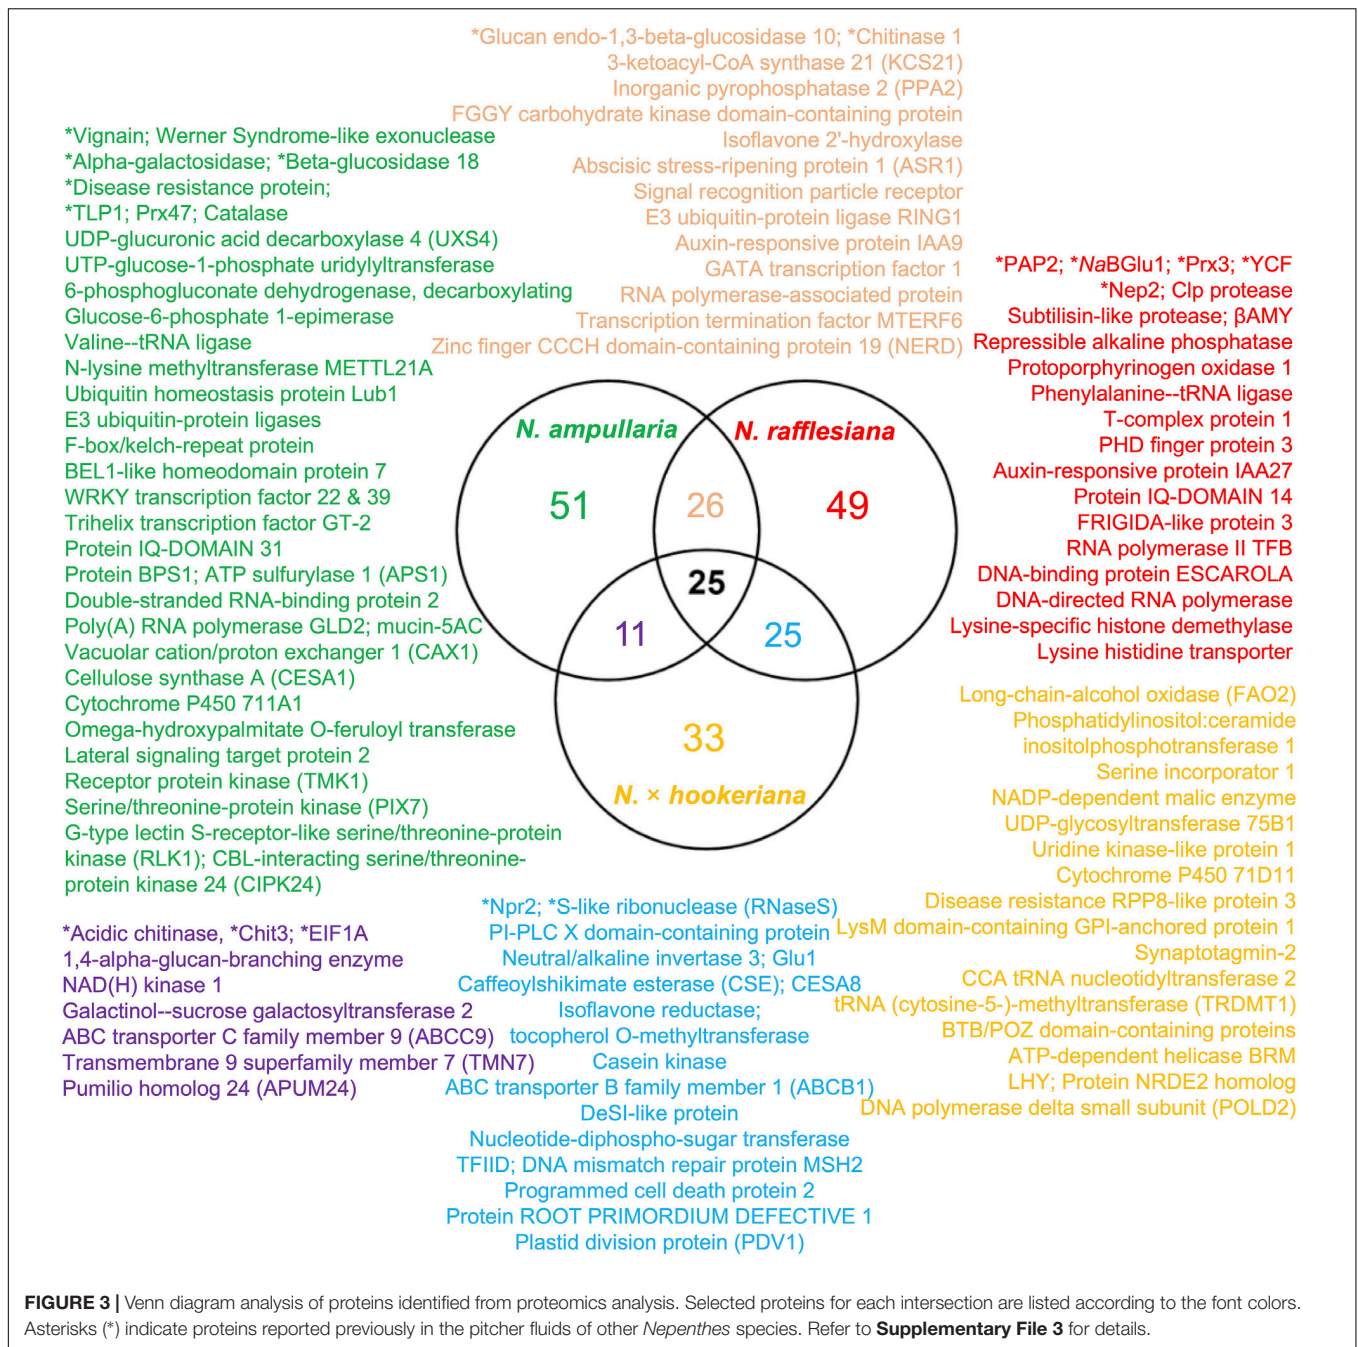 *Glucan endo-1,3-beta-glucosidase 10; *Chitinase 1
3-ketoacyl-CoA synthase 21 (KCS21)
Inorganic pyrophosphatase 2 (PPA2)
FGGY carbohydrate kinase domain-containing protein
Isoflavone 2'-hydroxylase
Abscisic stress-ripening protein 1 (ASR1)
Signal recognition particle receptor
E3 ubiquitin-protein ligase RING1
Auxin-responsive protein IAA9
GATA transcription factor 1
RNA polymerase-associated protein
Transcription termination factor MTERF6
Zinc finger CCCH domain-containing protein 19 (NERD)
*Vignain; Werner Syndrome-like exonuclease
*Alpha-galactosidase; *Beta-glucosidase 18
*Disease resistance protein;
*TLP1; Prx47; Catalase
UDP-glucuronic acid decarboxylase 4 (UXS4)
UTP-glucose-1-phosphate uridylyltransferase
6-phosphogluconate dehydrogenase, decarboxylating
Glucose-6-phosphate 1-epimerase
Valine--tRNA ligase
N-lysine methyltransferase METTL21A
Ubiquitin homeostasis protein Lub1
E3 ubiquitin-protein ligases
F-box/kelch-repeat protein
BEL1-like homeodomain protein 7
WRKY transcription factor 22 & 39
Trihelix transcription factor GT-2
Protein IQ-DOMAIN 31
Protein BPS1; ATP sulfurylase 1 (APS1)
Double-stranded RNA-binding protein 2
Poly(A) RNA polymerase GLD2; mucin-5AC
Vacuolar cation/proton exchanger 1 (CAX1)
Cellulose synthase A (CESA1)
Cytochrome P450 711A1
Omega-hydroxypalmitate O-feruloyl transferase
Lateral signaling target protein 2
Receptor protein kinase (TMK1)
Serine/threonine-protein kinase (PIX7)
G-type lectin S-receptor-like serine/threonine-protein
kinase (RLK1); CBL-interacting serine/threonine-
protein kinase 24 (CIPK24)
*PAP2; *NaBGlu1; *Prx3; *YCF
*Nep2; Clp protease
Subtilisin-like protease; βAMY
Repressible alkaline phosphatase
Protoporphyrinogen oxidase 1
Phenylalanine--tRNA ligase
T-complex protein 1
PHD finger protein 3
Auxin-responsive protein IAA27
Protein IQ-DOMAIN 14
FRIGIDA-like protein 3
RNA polymerase II TFB
DNA-binding protein ESCAROLA
DNA-directed RNA polymerase
Lysine-specific histone demethylase
Lysine histidine transporter
N. ampullaria
N. rafflesiana
51
26
49
25
11
25
33
N. × hookeriana
Long-chain-alcohol oxidase (FAO2)
Phosphatidylinositol:ceramide
inositolphosphotransferase 1
Serine incorporator 1
NADP-dependent malic enzyme
UDP-glycosyltransferase 75B1
Uridine kinase-like protein 1
Cytochrome P450 71D11
Disease resistance RPP8-like protein 3
LysM domain-containing GPI-anchored protein 1
Synaptotagmin-2
CCA tRNA nucleotidyltransferase 2
tRNA (cytosine-5-)-methyltransferase (TRDMT1)
BTB/POZ domain-containing proteins
ATP-dependent helicase BRM
LHY; Protein NRDE2 homolog
DNA polymerase delta small subunit (POLD2)
*Acidic chitinase, *Chit3; *EIF1A
1,4-alpha-glucan-branching enzyme
NAD(H) kinase 1
Galactinol--sucrose galactosyltransferase 2
ABC transporter C family member 9 (ABCC9)
Transmembrane 9 superfamily member 7 (TMN7)
Pumilio homolog 24 (APUM24)
*Npr2; *S-like ribonuclease (RNaseS)
PI-PLC X domain-containing protein
Neutral/alkaline invertase 3; Glu1
Caffeoylshikimate esterase (CSE); CESA8
Isoflavone reductase;
tocopherol O-methyltransferase
Casein kinase
ABC transporter B family member 1 (ABCB1)
DeSI-like protein
Nucleotide-diphospho-sugar transferase
TFIID; DNA mismatch repair protein MSH2
Programmed cell death protein 2
Protein ROOT PRIMORDIUM DEFECTIVE 1
Plastid division protein (PDV1)
FIGURE 3 | Venn diagram analysis of proteins identified from proteomics analysis. Selected proteins for each intersection are listed according to the font colors.
Asterisks (*) indicate proteins reported previously in the pitcher fluids of other Nepenthes species. Refer to Supplementary File 3 for details.